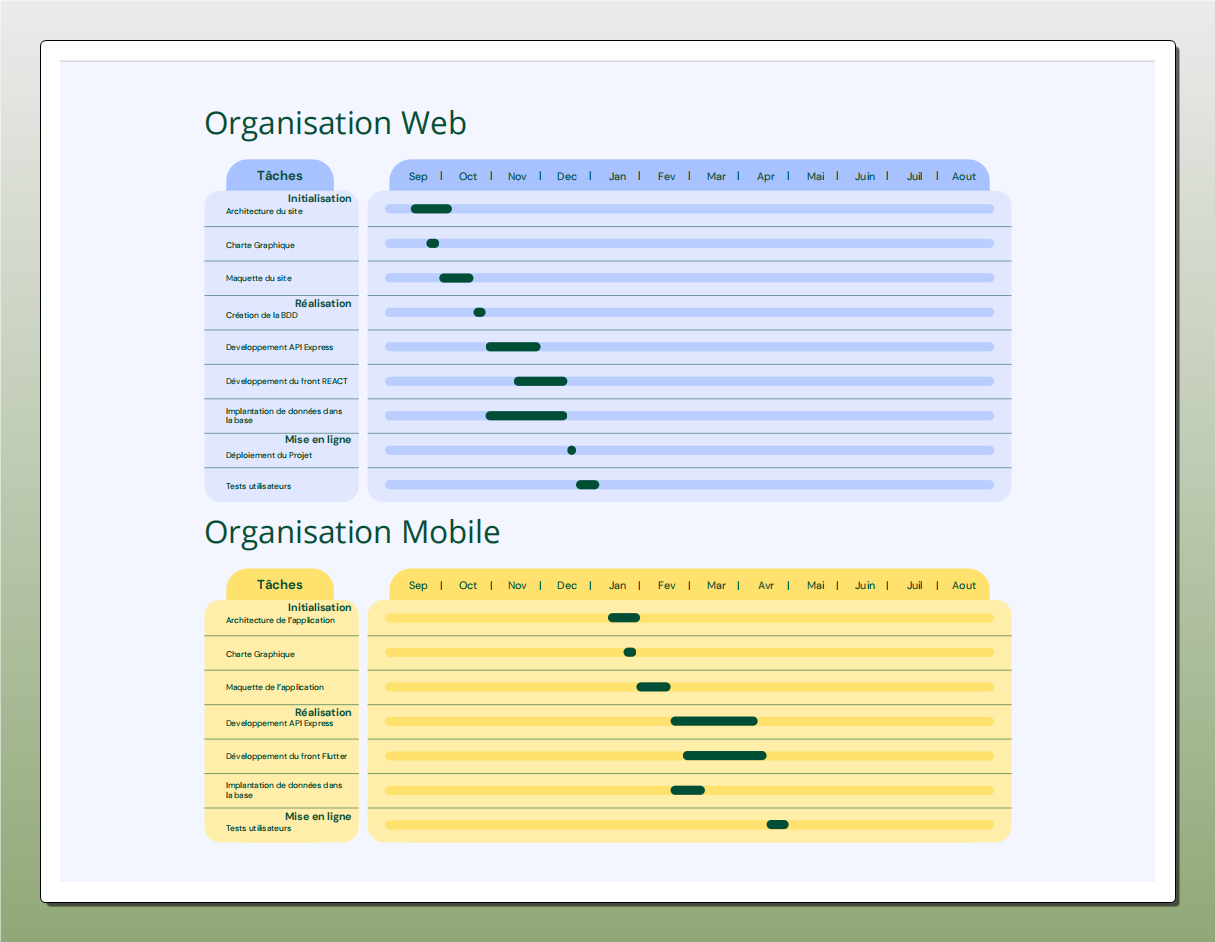 Organisation Web
Tâches
Sep | Oct | Nov | Dec | Jan | Fev | Mar | Apr | Mai | Juin | Juil | Aout
Initialisation
Architecture du site
Charte Graphique
Maquette du site
Réalisation
Création de la BDD
Developpement API Express
Développement du front REACT
Implantation de données dans
la base
Mise en ligne
Déploiement du Projet
Tests utilisateurs
Organisation Mobile
Tâches
Sep | Oct | Nov | Dec | Jan | Fev | Mar | Avr | Mai | Juin | Juil | Aout
Initialisation
Architecture de l'application
Charte Graphique
Maquette de l'application
Réalisation
Developpement API Express
Développement du front Flutter
Implantation de données dans
la base
Mise en ligne
Tests utilisateurs